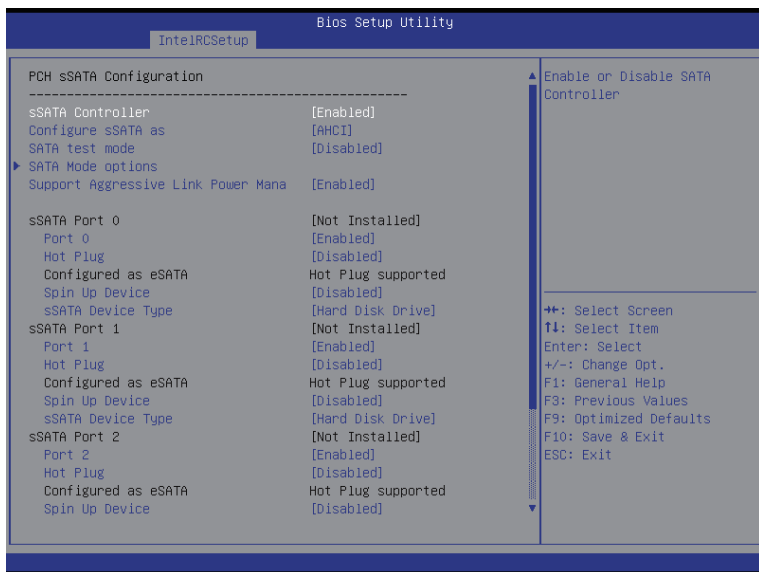 Bios Setup Utility
IntelRCSetup
PCH sSATA Configuration
------------------------------------------------
sSATA Controller [Enabled]
Configure sSATA as [AHCI]
SATA test mode [Disabled]
SATA Mode options
Support Aggressive Link Power Mana [Enabled]
sSATA Port 0 [Not Installed]
Port 0 [Enabled]
Hot Plug [Disabled]
Configured as eSATA Hot Plug supported
Spin Up Device [Disabled]
sSATA Device Type [Hard Disk Drive]
sSATA Port 1 [Not Installed]
Port 1 [Enabled]
Hot Plug [Disabled]
Configured as eSATA Hot Plug supported
Spin Up Device [Disabled]
sSATA Device Type [Hard Disk Drive]
sSATA Port 2 [Not Installed]
Port 2 [Enabled]
Hot Plug [Disabled]
Configured as eSATA Hot Plug supported
Spin Up Device [Disabled]
Enable or Disable SATA
Controller
→←: Select Screen
↑↓: Select Item
Enter: Select
+/-: Change Opt.
F1: General Help
F3: Previous Values
F9: Optimized Defaults
F10: Save & Exit
ESC: Exit